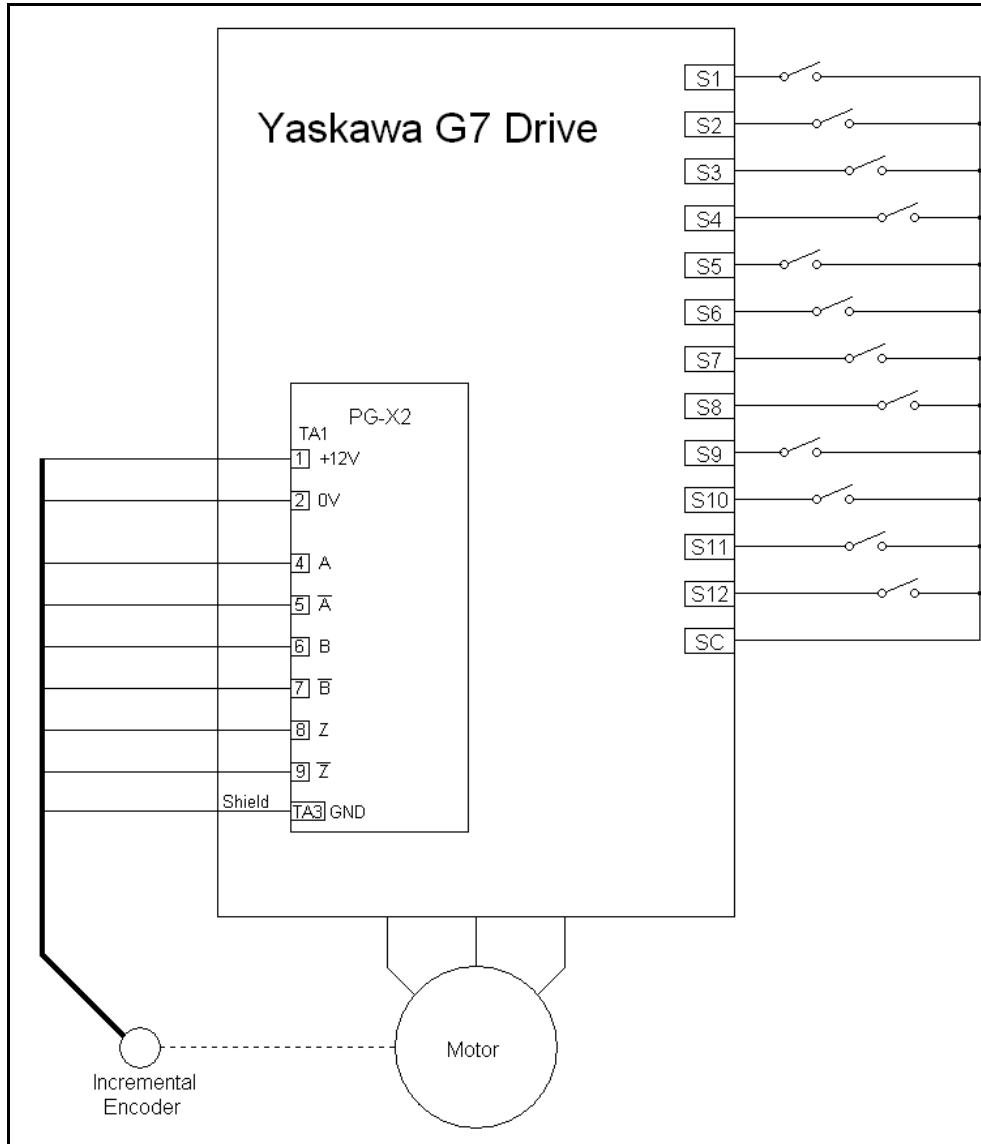 Yaskawa G7 Drive
S1
S2
S3
S4
S5
S6
S7
S8
S9
S10
S11
S12
SC
PG-X2
TA1
1 +12V
2 0V
4 A
5 A̅
6 B
7 B̅
8 Z
9 Z̅
Shield TA3 GND
Motor
Incremental
Encoder